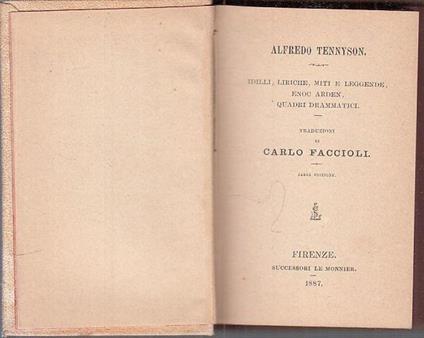 ALFREDO TENNYSON.
IDILLI, LIRICHE, MITI E LEGGENDE,
ENOC ARDEN,
QUADRI DRAMMATICI.
TRADUZIONI
DI
CARLO FACCIOLI.
EDIZIONE.
FIRENZE.
SUCCESSORI LE MONNIER.
1887.